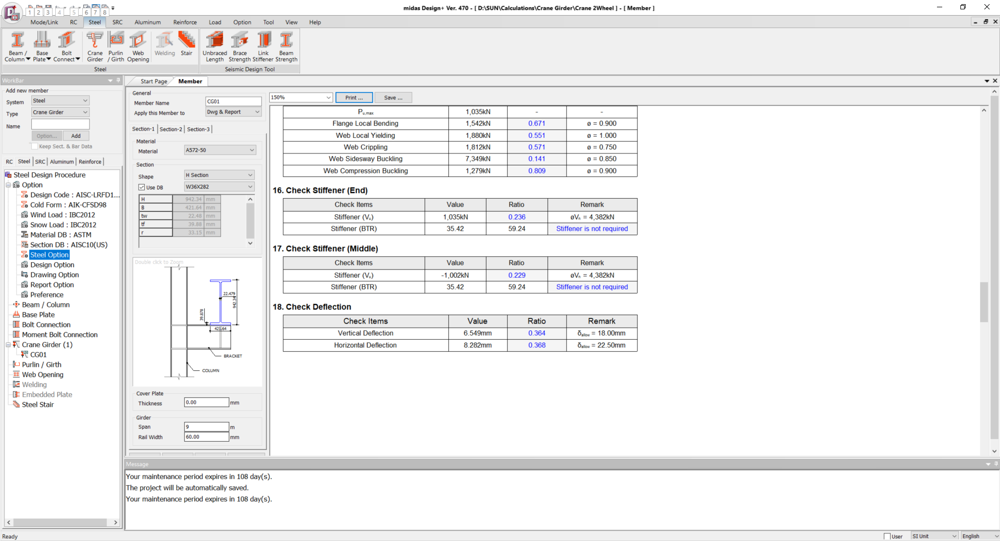 midas Design+ Ver. 470 - [ D:\SUN\Calculations\Crane Girder\Crane 2Wheel ] - [ Member ]
1 2 4 5 6 7 8
Mode/Link RC Steel SRC Aluminum Reinforce Load Option Tool View Help
Beam / Column Base Plate Bolt Connect Crane Girder Purlin / Girth Web Opening Welding Stair Unbraced Length Brace Strength Link Stiffener Beam Strength
Steel Seismic Design Tool
WorkBar
Add new member
System Steel
Type Crane Girder
Name
Option... Add
Keep Sect. & Bar Data
RC Steel SRC Aluminum Reinforce
Steel Design Procedure
Option
Design Code : AISC-LRFD1...
Cold Form : AIK-CFSD98
Wind Load : IBC2012
Snow Load : IBC2012
Material DB : ASTM
Section DB : AISC10(US)
Steel Option
Design Option
Drawing Option
Report Option
Preference
Beam / Column
Base Plate
Bolt Connection
Moment Bolt Connection
Crane Girder (1)
CG01
Purlin / Girth
Web Opening
Welding
Embedded Plate
Steel Stair
Start Page Member
General
Member Name CG01
Apply this Member to Dwg & Report
Section-1 Section-2 Section-3
Material
Material A572-50
Section
Shape H Section
Use DB W36X282
H 942.34 mm
B 421.64 mm
tw 22.48 mm
tf 39.88 mm
r 33.15 mm
Double click to Zoom
22.479
942.34
39.878
421.64
BRACKET
COLUMN
Cover Plate
Thickness 0.00 mm
Girder
Span 9 m
Rail Width 60.00 mm
150% Print ... Save ...
Pu,max 1,035kN - -
Flange Local Bending 1,542kN 0.671 ø = 0.900
Web Local Yielding 1,880kN 0.551 ø = 1.000
Web Crippling 1,812kN 0.571 ø = 0.750
Web Sidesway Buckling 7,349kN 0.141 ø = 0.850
Web Compression Buckling 1,279kN 0.809 ø = 0.900
16. Check Stiffener (End)
Check Items Value Ratio Remark
Stiffener (Vu) 1,035kN 0.236 øVn = 4,382kN
Stiffener (BTR) 35.42 59.24 Stiffener is not required
17. Check Stiffener (Middle)
Check Items Value Ratio Remark
Stiffener (Vu) -1,002kN 0.229 øVn = 4,382kN
Stiffener (BTR) 35.42 59.24 Stiffener is not required
18. Check Deflection
Check Items Value Ratio Remark
Vertical Deflection 6.549mm 0.364 δallow = 18.00mm
Horizontal Deflection 8.282mm 0.368 δallow = 22.50mm
Message
Your maintenance period expires in 108 day(s).
The project will be automatically saved.
Your maintenance period expires in 108 day(s).
Ready User SI Unit English